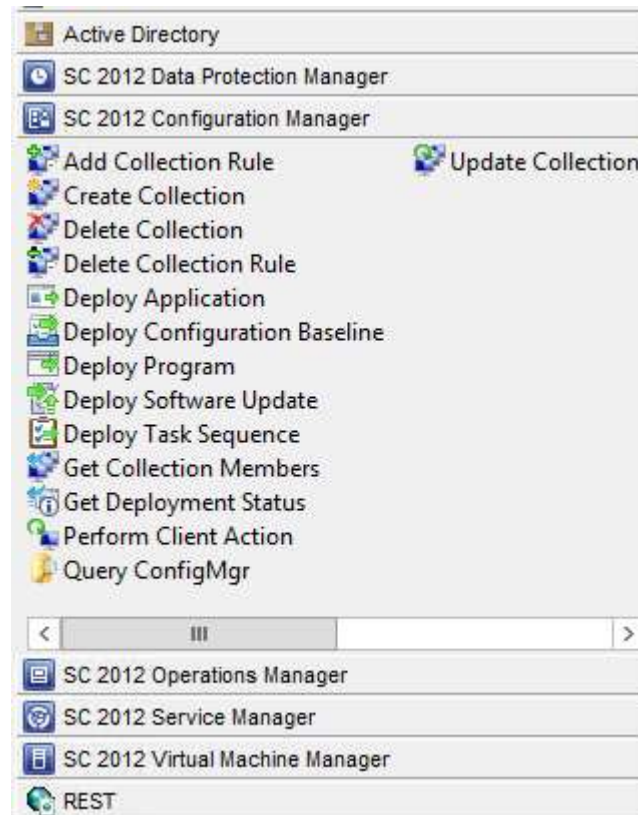 Active Directory
SC 2012 Data Protection Manager
SC 2012 Configuration Manager
Add Collection Rule
Update Collection
Create Collection
Delete Collection
Delete Collection Rule
Deploy Application
Deploy Configuration Baseline
Deploy Program
Deploy Software Update
Deploy Task Sequence
Get Collection Members
Get Deployment Status
Perform Client Action
Query ConfigMgr
SC 2012 Operations Manager
SC 2012 Service Manager
SC 2012 Virtual Machine Manager
REST